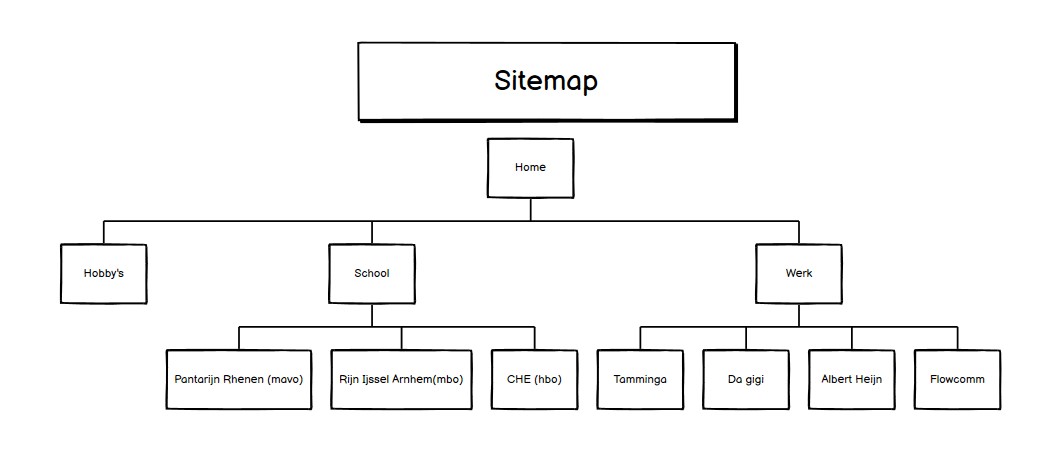 Sitemap
Home
Hobby's
School
Werk
Pantarijn Rhenen (mavo)
Rijn Ijssel Arnhem(mbo)
CHE (hbo)
Tamminga
Da gigi
Albert Heijn
Flowcomm